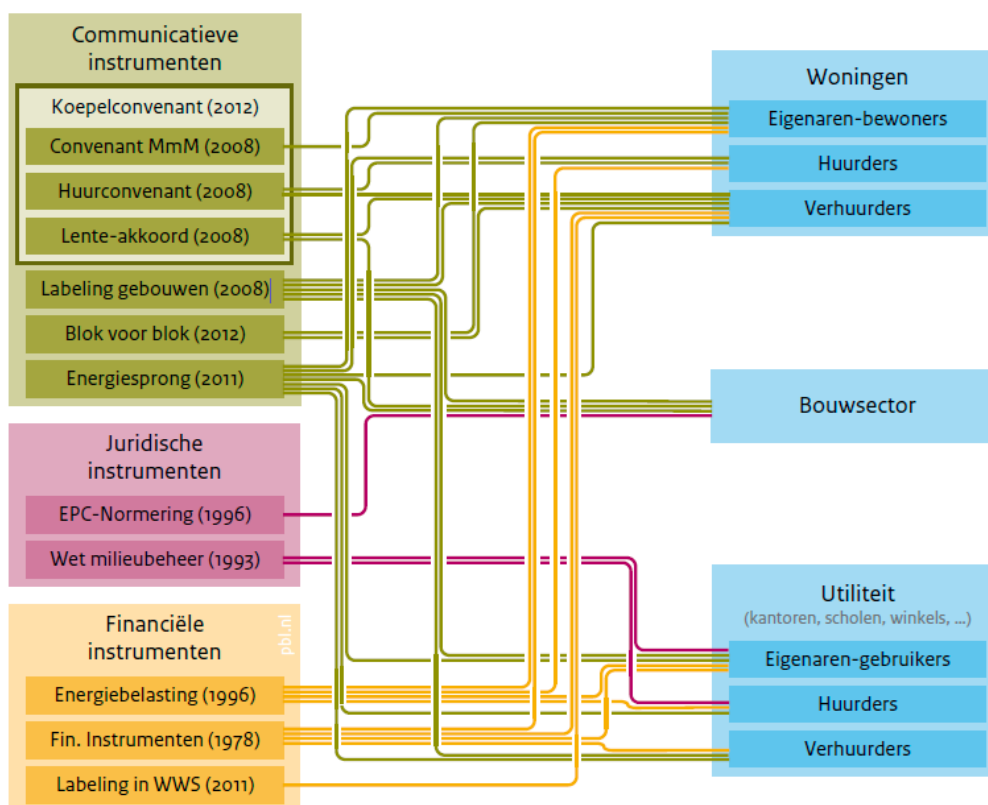 Communicatieve
instrumenten
Koepelconvenant (2012)
Convenant MmM (2008)
Huurconvenant (2008)
Lente-akkoord (2008)
Labeling gebouwen (2008)
Blok voor blok (2012)
Energiesprong (2011)
Juridische
instrumenten
EPC-Normering (1996)
Wet milieubeheer (1993)
Financiële
instrumenten
pbl.nl
Energiebelasting (1996)
Fin. Instrumenten (1978)
Labeling in WWS (2011)
Woningen
Eigenaren-bewoners
Huurders
Verhuurders
Bouwsector
Utiliteit
(kantoren, scholen, winkels, ...)
Eigenaren-gebruikers
Huurders
Verhuurders